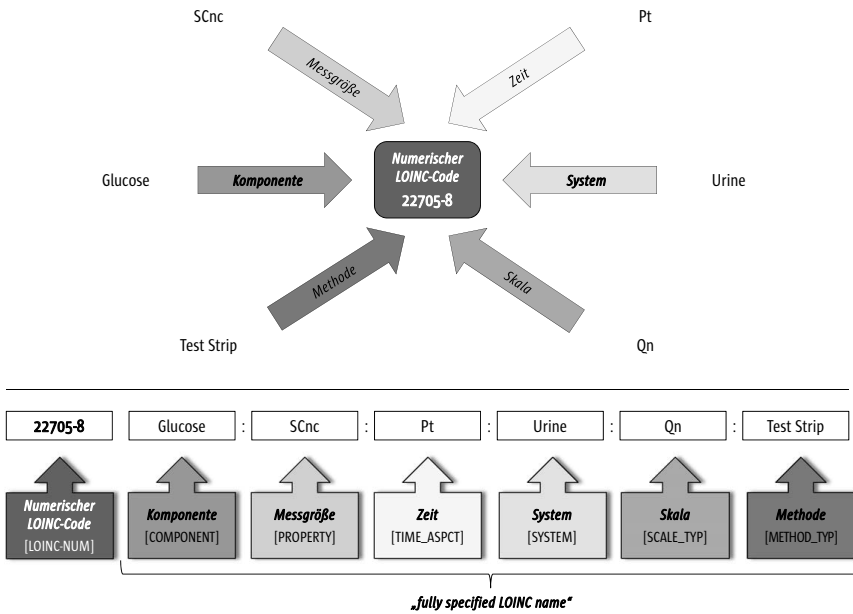 SCnc
Pt
Messgröße
Zeit
Glucose
Komponente
Numerischer
LOINC-Code
22705-8
System
Urine
Methode
Skala
Test Strip
Qn
22705-8 Glucose : SCnc : Pt : Urine : Qn : Test Strip
Numerischer
LOINC-Code
[LOINC-NUM]
Komponente
[COMPONENT]
Messgröße
[PROPERTY]
Zeit
[TIME_ASPCT]
System
[SYSTEM]
Skala
[SCALE_TYP]
Methode
[METHOD_TYP]
„fully specified LOINC name“